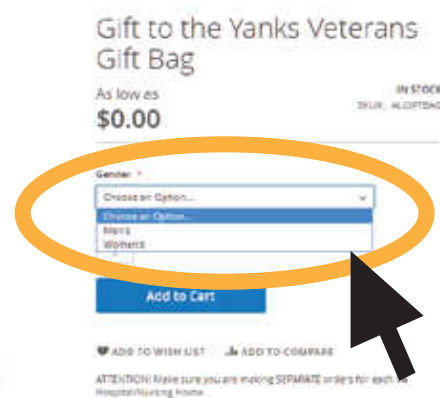 Gift to the Yanks Veterans
Gift Bag
As low as
IN STOCK
$0.00
Gender *
Choose an Option...
Choose an Option...
Men's
Women's
Add to Cart
ADD TO WISH LIST ADD TO COMPARE
ATTENTION! Make sure you are making SEPARATE orders for each VA
Hospital/Nursing Home